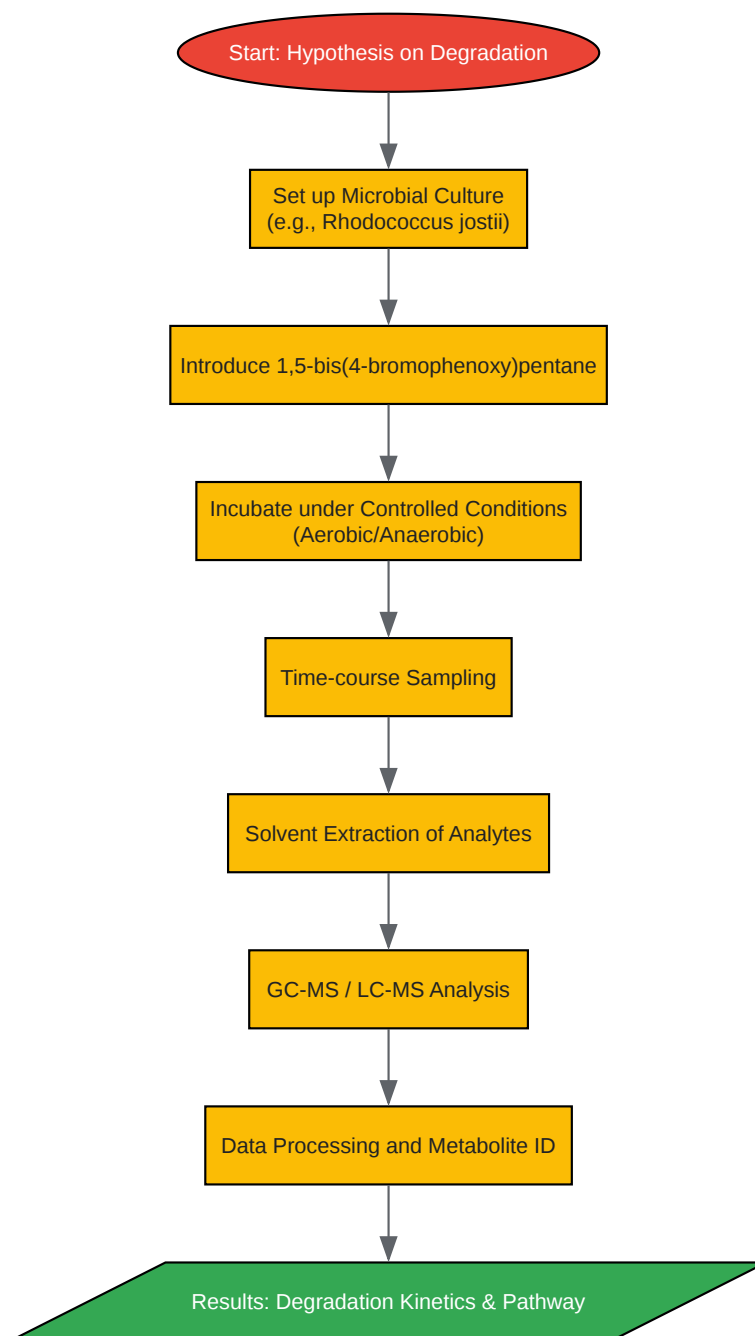 Start: Hypothesis on Degradation
Set up Microbial Culture
(e.g., Rhodococcus jostii)
Introduce 1,5-bis(4-bromophenoxy)pentane
Incubate under Controlled Conditions
(Aerobic/Anaerobic)
Time-course Sampling
Solvent Extraction of Analytes
GC-MS / LC-MS Analysis
Data Processing and Metabolite ID
Results: Degradation Kinetics & Pathway